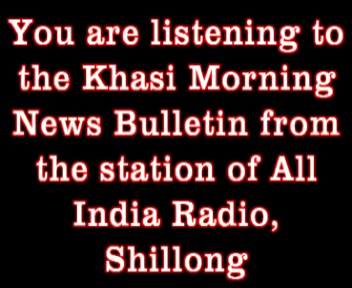 You are listening to
the Khasi Morning
News Bulletin from
the station of All
India Radio,
Shillong